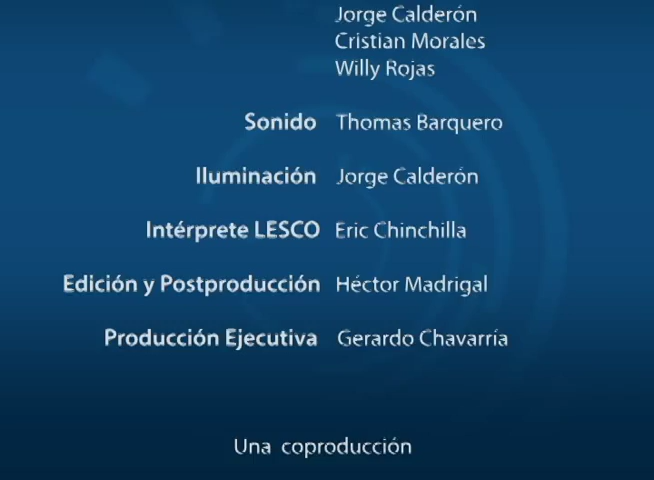 Jorge Calderón
Cristian Morales
Willy Rojas
Sonido Thomas Barquero
Iluminación Jorge Calderón
Intérprete LESCO Eric Chinchilla
Edición y Postproducción Héctor Madrigal
Producción Ejecutiva Gerardo Chavarría
Una coproducción